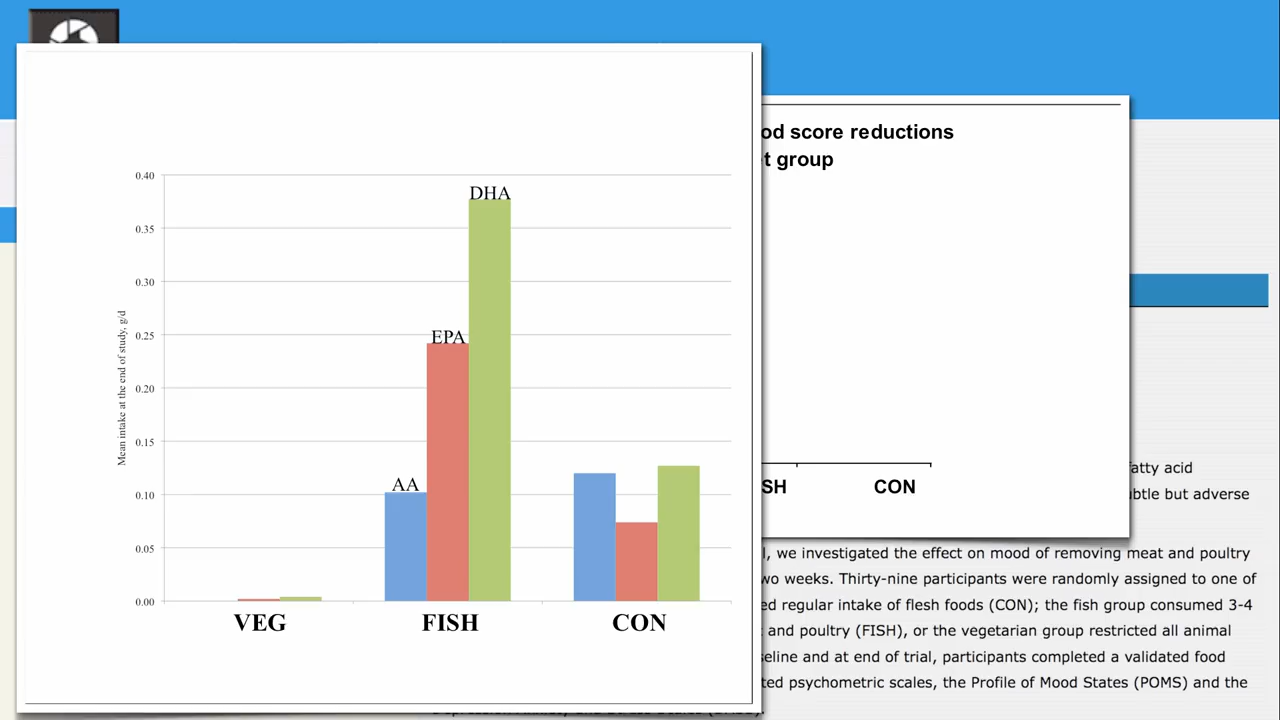 0.40
0.35
0.30
0.25
0.20
0.15
0.10
0.05
0.00
Mean intake at the end of study, g/d
DHA
EPA
AA
VEG FISH CON
od score reductions
t group
SH CON
fatty acid
ubtle but adverse
l, we investigated the effect on mood of removing meat and poultry
wo weeks. Thirty-nine participants were randomly assigned to one of
ed regular intake of flesh foods (CON); the fish group consumed 3-4
and poultry (FISH), or the vegetarian group restricted all animal
seline and at end of trial, participants completed a validated food
ted psychometric scales, the Profile of Mood States (POMS) and the